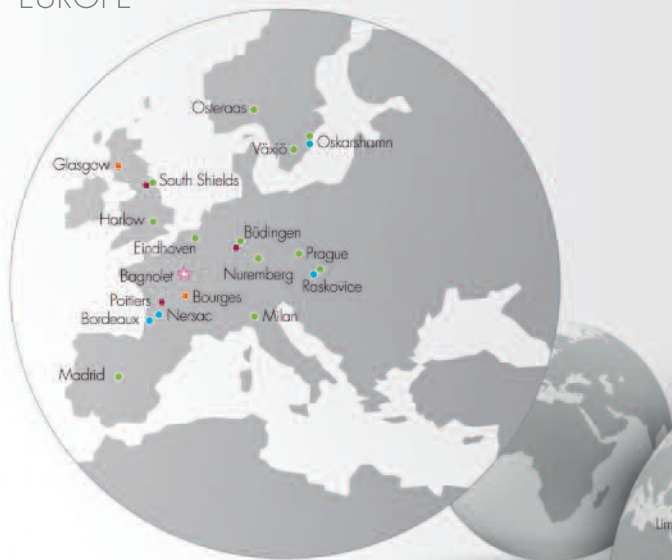 EUROPE
Osteraas
Växjö
Oskarshamn
Glasgow
South Shields
Harlow
Eindhoven
Büdingen
Prague
Bagnolet
Nuremberg
Raskovice
Poitiers
Bourges
Bordeaux
Nersac
Milan
Madrid